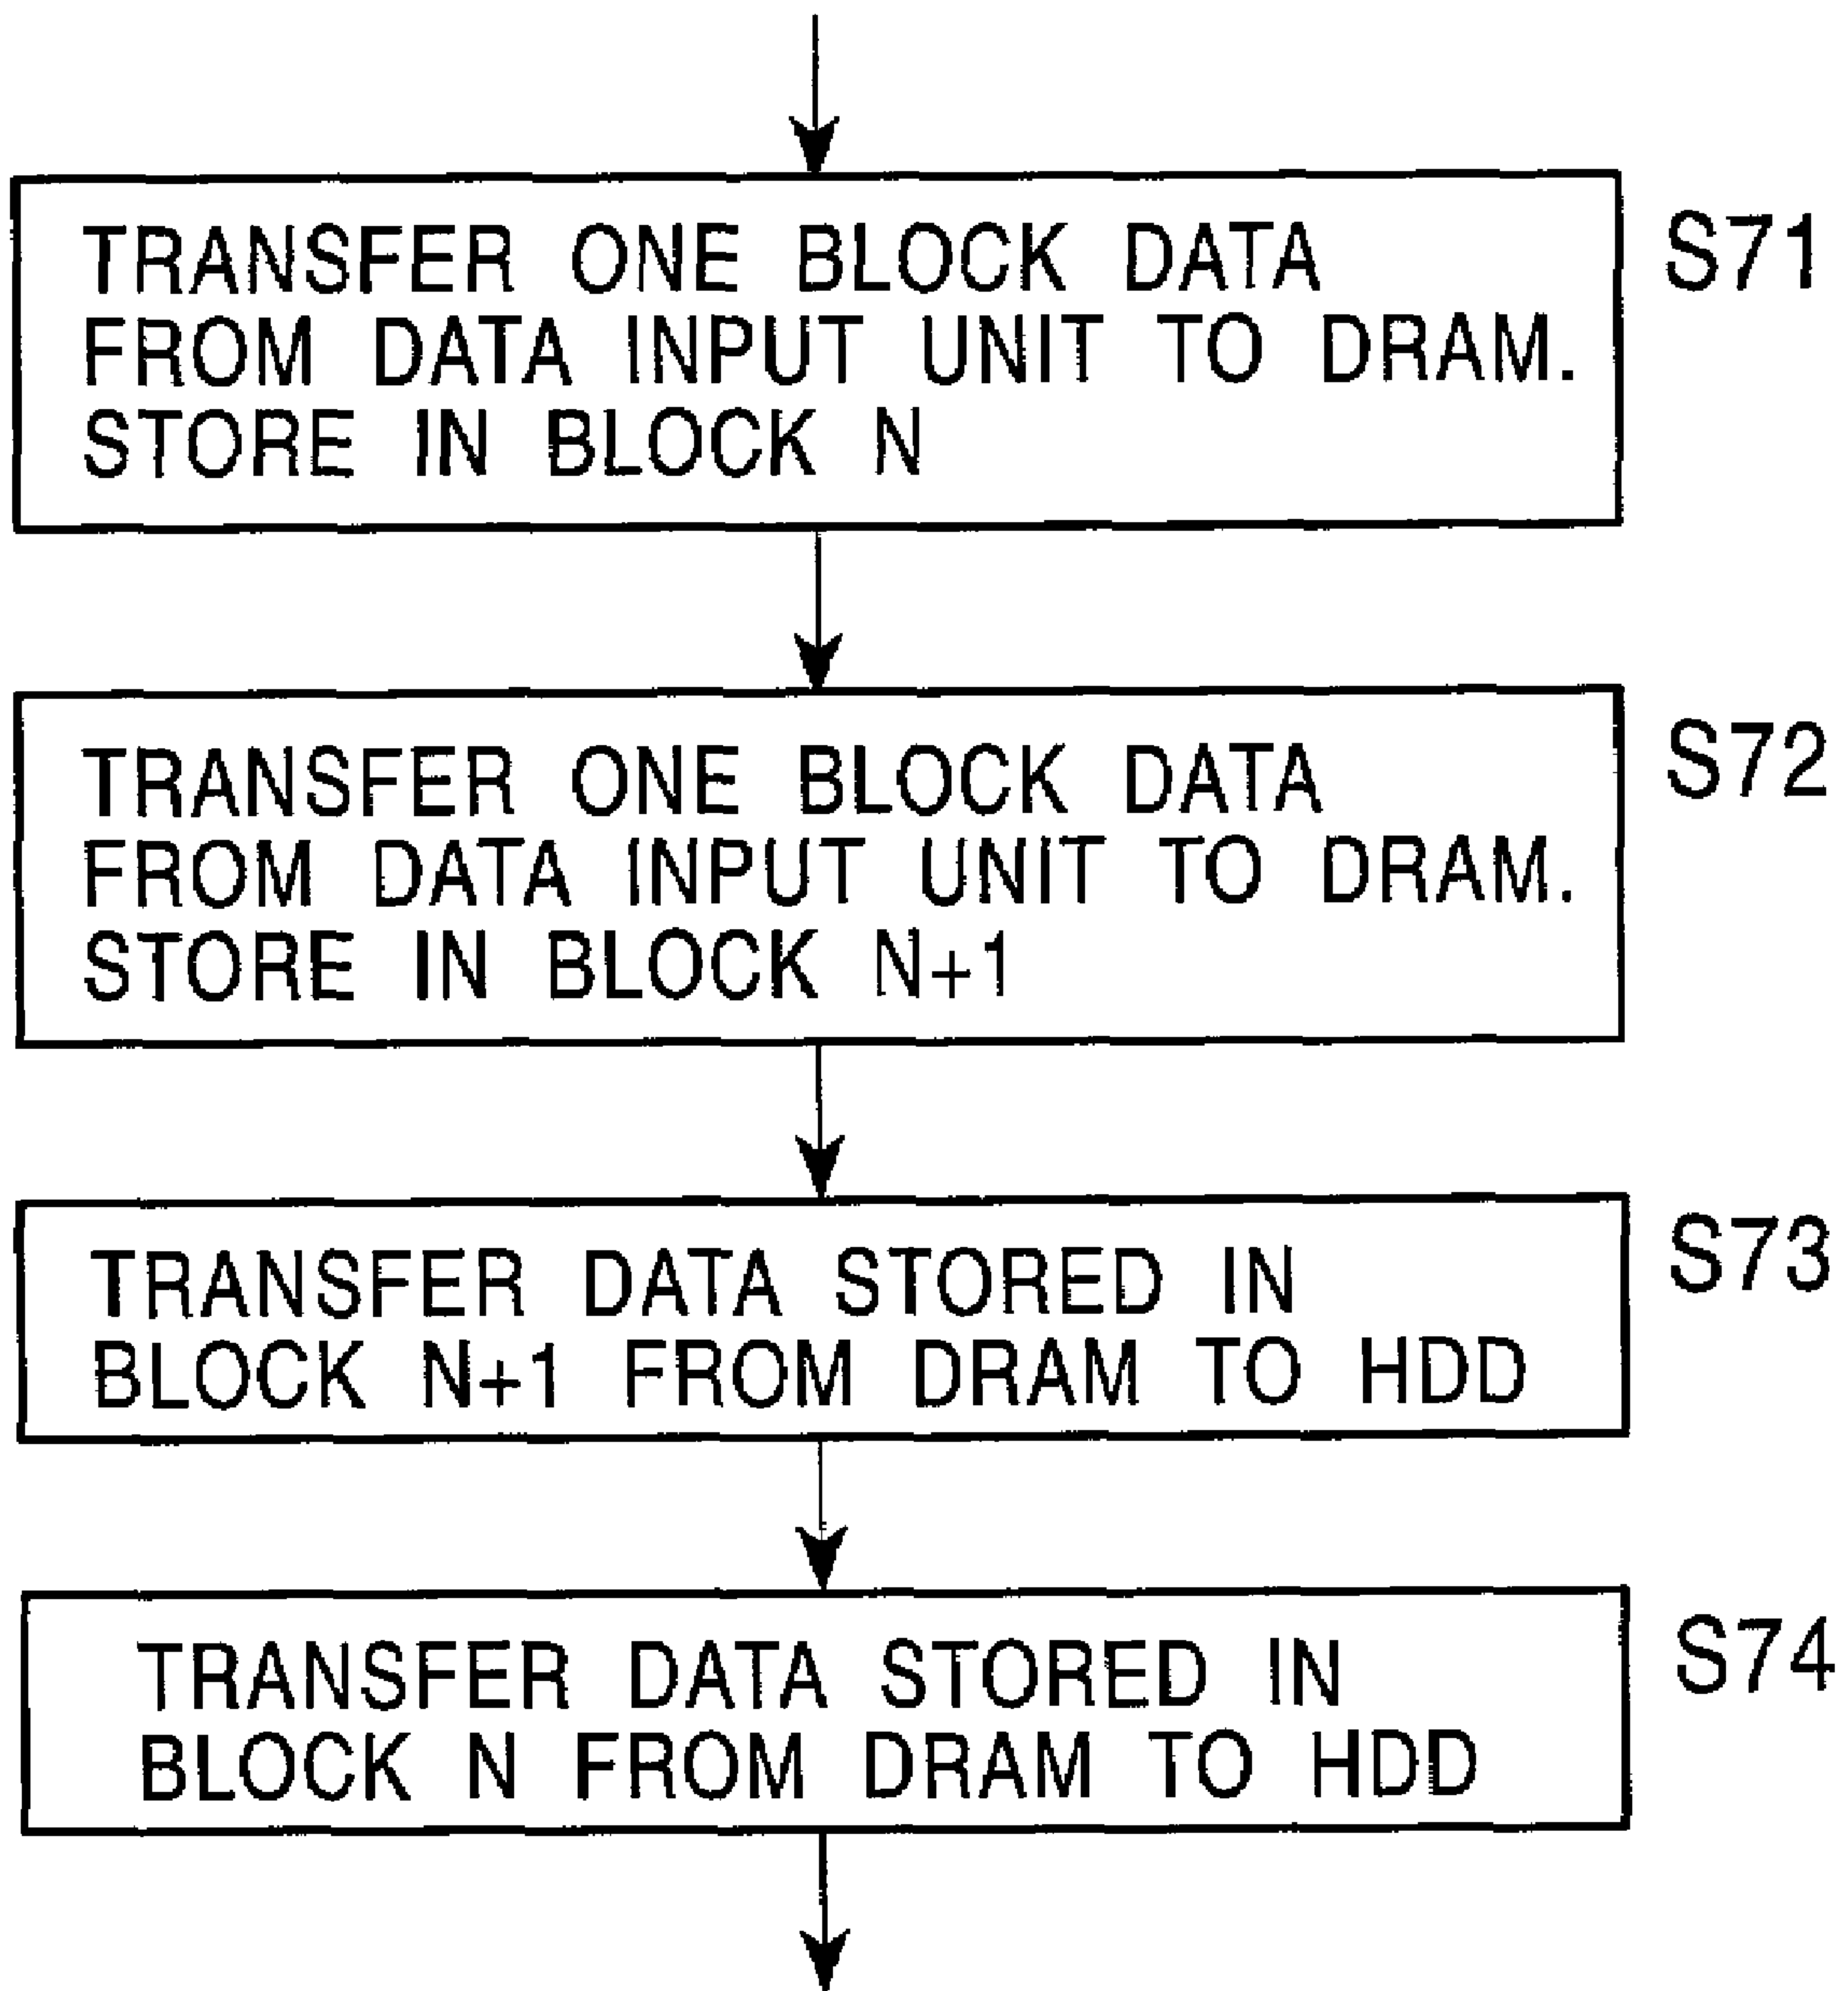 TRANSFER ONE BLOCK DATA
FROM DATA INPUT UNIT TO DRAM.
STORE IN BLOCK N
S71
TRANSFER ONE BLOCK DATA
FROM DATA INPUT UNIT TO DRAM.
STORE IN BLOCK N+1
S72
TRANSFER DATA STORED IN
BLOCK N+1 FROM DRAM TO HDD
S73
TRANSFER DATA STORED IN
BLOCK N FROM DRAM TO HDD
S74